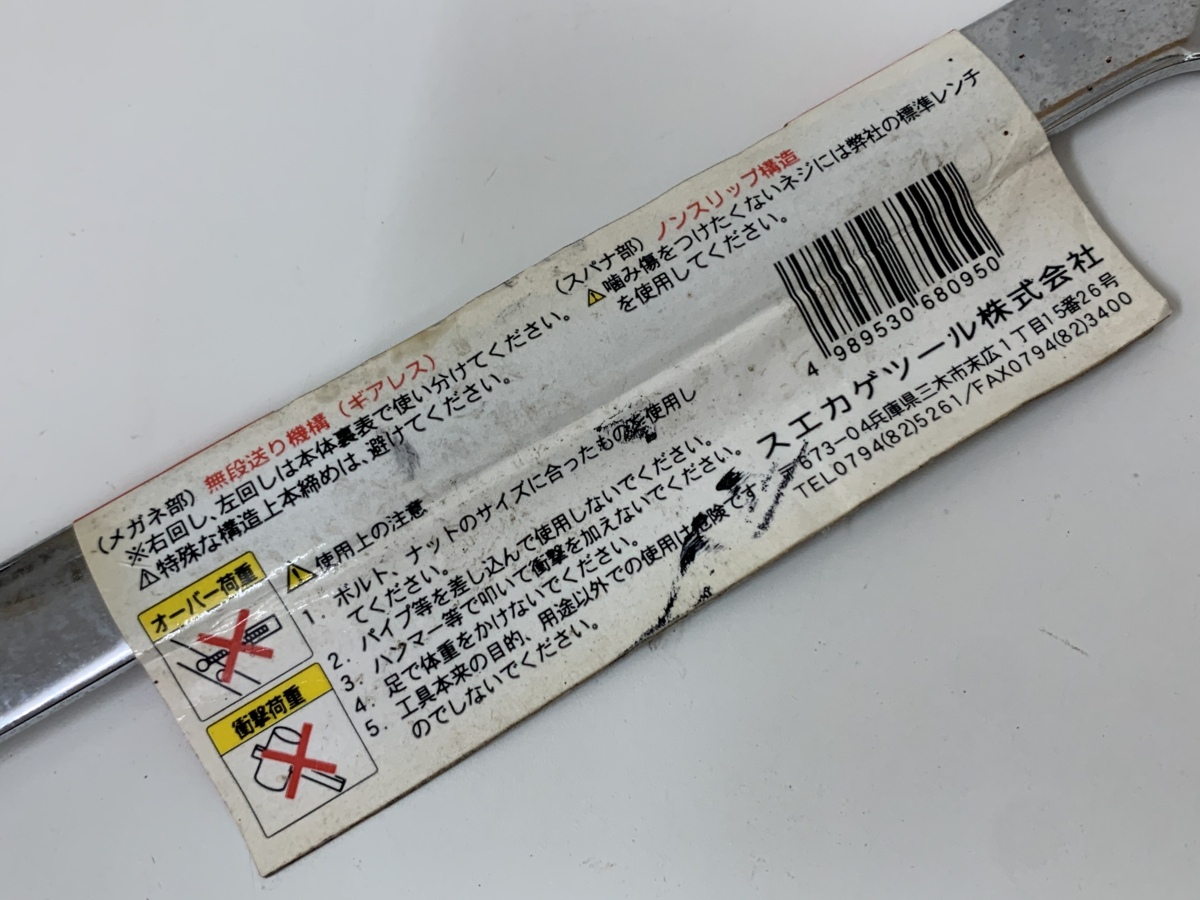 (メガネ部) 無段送り機構 (ギアレス)
※右回し、左回しは本体裏表で使い分けてください。
⚠特殊な構造上本締めは、避けてください。
(スパナ部) ノンスリップ構造
⚠噛み傷をつけたくないネジには弊社の標準レンチ
を使用してください。
オーバー荷重
衝撃荷重
⚠使用上の注意
1. ボルト、ナットのサイズに合ったものを使用し
てください。
2. パイプ等を差し込んで使用しないでください。
3. ハンマー等で叩いて衝撃を加えないでください。
4. 足で体重をかけないでください。
5. 工具本来の目的、用途以外での使用は危険です
のでしないでください。
4 989530 680950
スエカゲツール株式会社
673-04兵庫県三木市末広1丁目15番26号
TEL0794(82)5261/FAX0794(82)3400